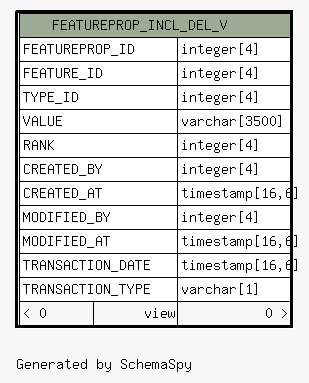 FEATUREPROP_INCL_DEL_V
FEATUREPROP_ID integer[4]
FEATURE_ID integer[4]
TYPE_ID integer[4]
VALUE varchar[3500]
RANK integer[4]
CREATED_BY integer[4]
CREATED_AT timestamp[16,6]
MODIFIED_BY integer[4]
MODIFIED_AT timestamp[16,6]
TRANSACTION_DATE timestamp[16,6]
TRANSACTION_TYPE varchar[1]
< 0 view 0 >
Generated by SchemaSpy